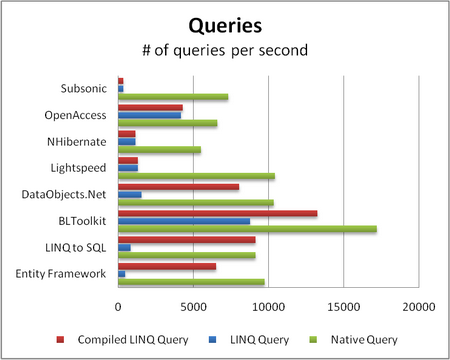 Queries
# of queries per second
Subsonic
OpenAccess
NHibernate
Lightspeed
DataObjects.Net
BLToolkit
LINQ to SQL
Entity Framework
0 5000 10000 15000 20000
Compiled LINQ Query LINQ Query Native Query